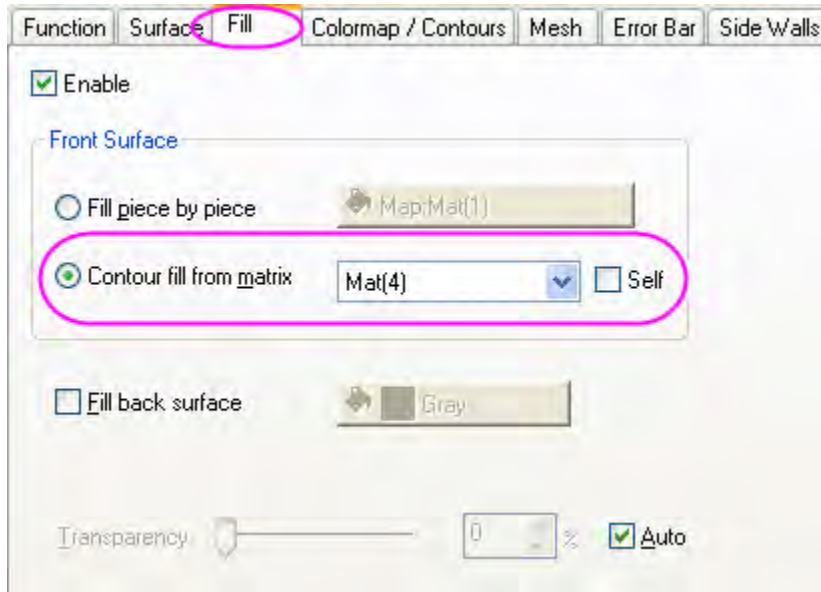 Function Surface Fill Colormap / Contours Mesh Error Bar Side Walls
Enable
Front Surface
Fill piece by piece Map:Mat(1)
Contour fill from matrix Mat(4) Self
Fill back surface Gray
Transparency 0 % Auto